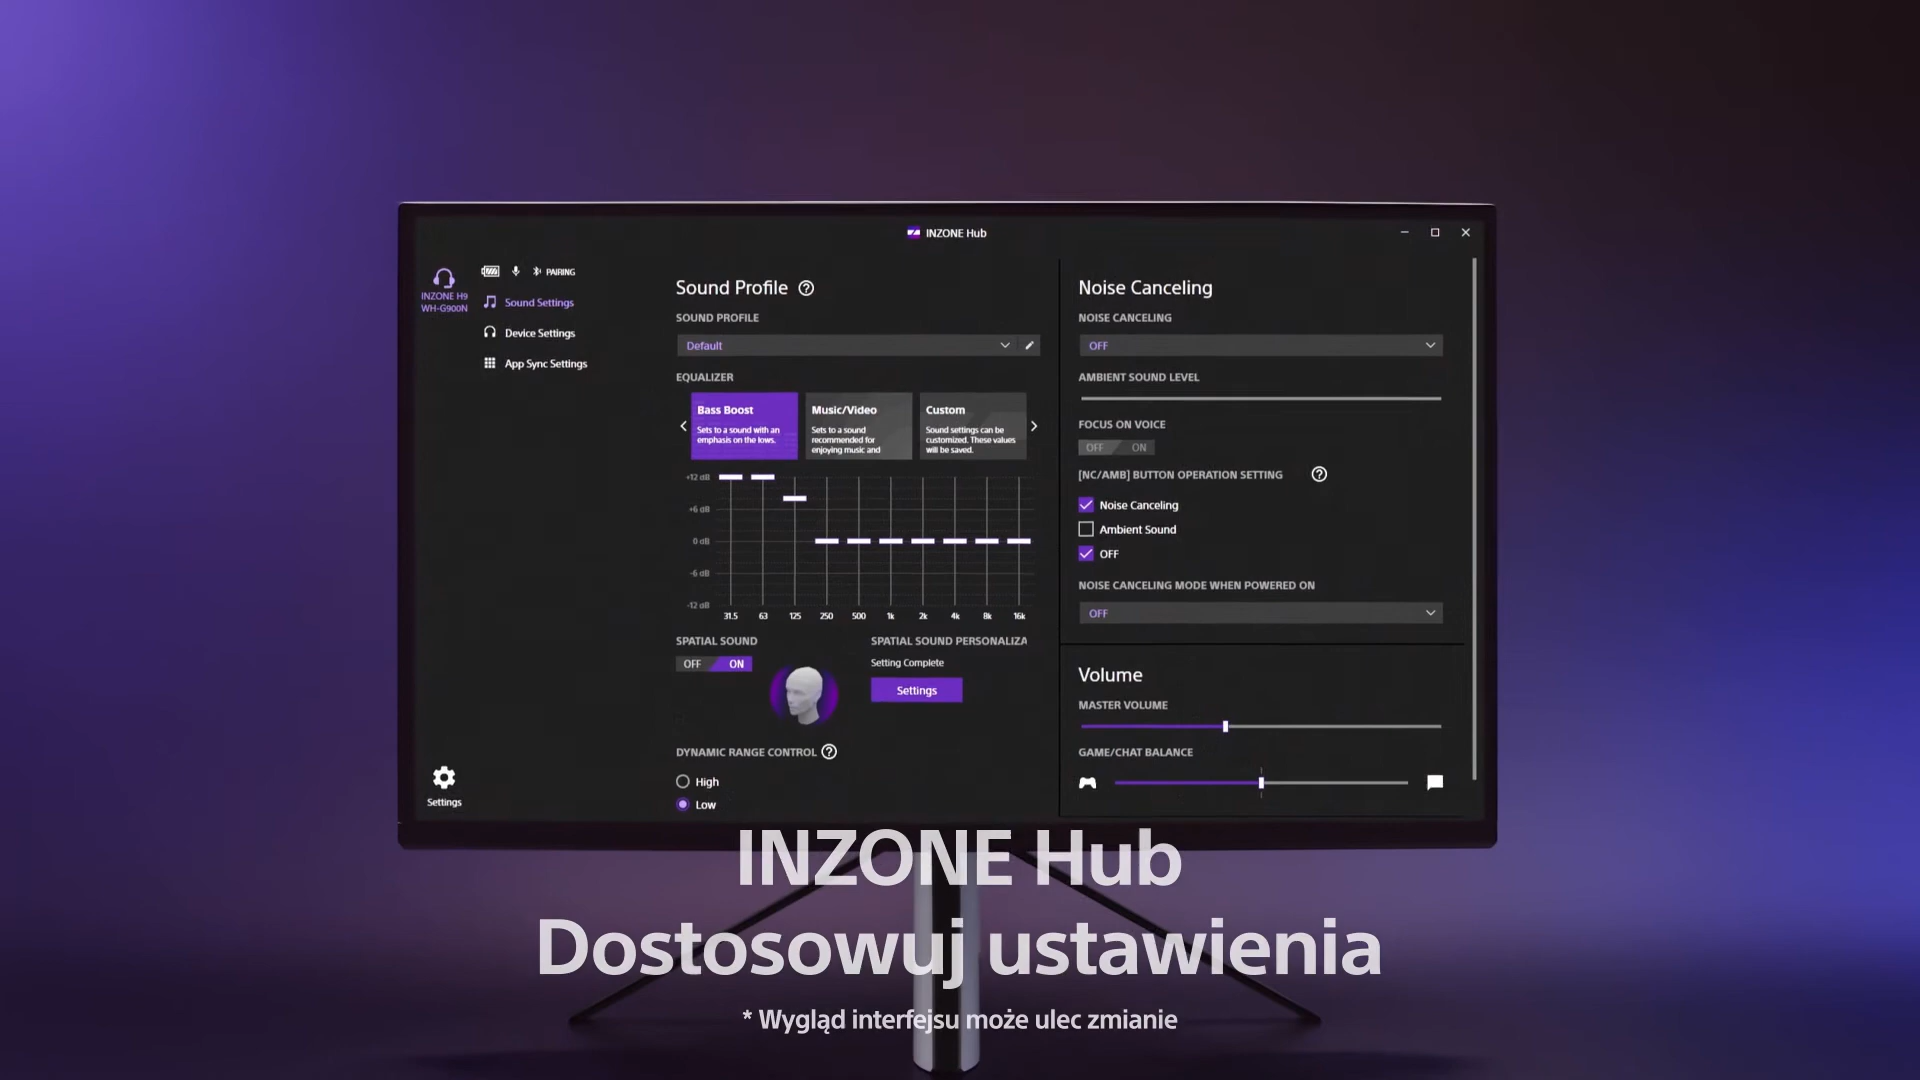 INZONE Hub
INZONE H9
WH-G900N
PAIRING
Sound Settings
Device Settings
App Sync Settings
Settings
Sound Profile
SOUND PROFILE
Default
EQUALIZER
Bass Boost
Sets to a sound with an
emphasis on the lows.
Music/Video
Sets to a sound
recommended for
enjoying music and
Custom
Sound settings can be
customized. These values
will be saved.
+12 dB
+6 dB
0 dB
-6 dB
-12 dB
31.5 63 125 250 500 1k 2k 4k 8k 16k
SPATIAL SOUND
OFF ON
SPATIAL SOUND PERSONALIZA
Setting Complete
Settings
DYNAMIC RANGE CONTROL
High
Low
Noise Canceling
NOISE CANCELING
OFF
AMBIENT SOUND LEVEL
FOCUS ON VOICE
OFF ON
[NC/AMB] BUTTON OPERATION SETTING
Noise Canceling
Ambient Sound
OFF
NOISE CANCELING MODE WHEN POWERED ON
OFF
Volume
MASTER VOLUME
GAME/CHAT BALANCE
INZONE Hub
Dostosowuj ustawienia
* Wygląd interfejsu może ulec zmianie